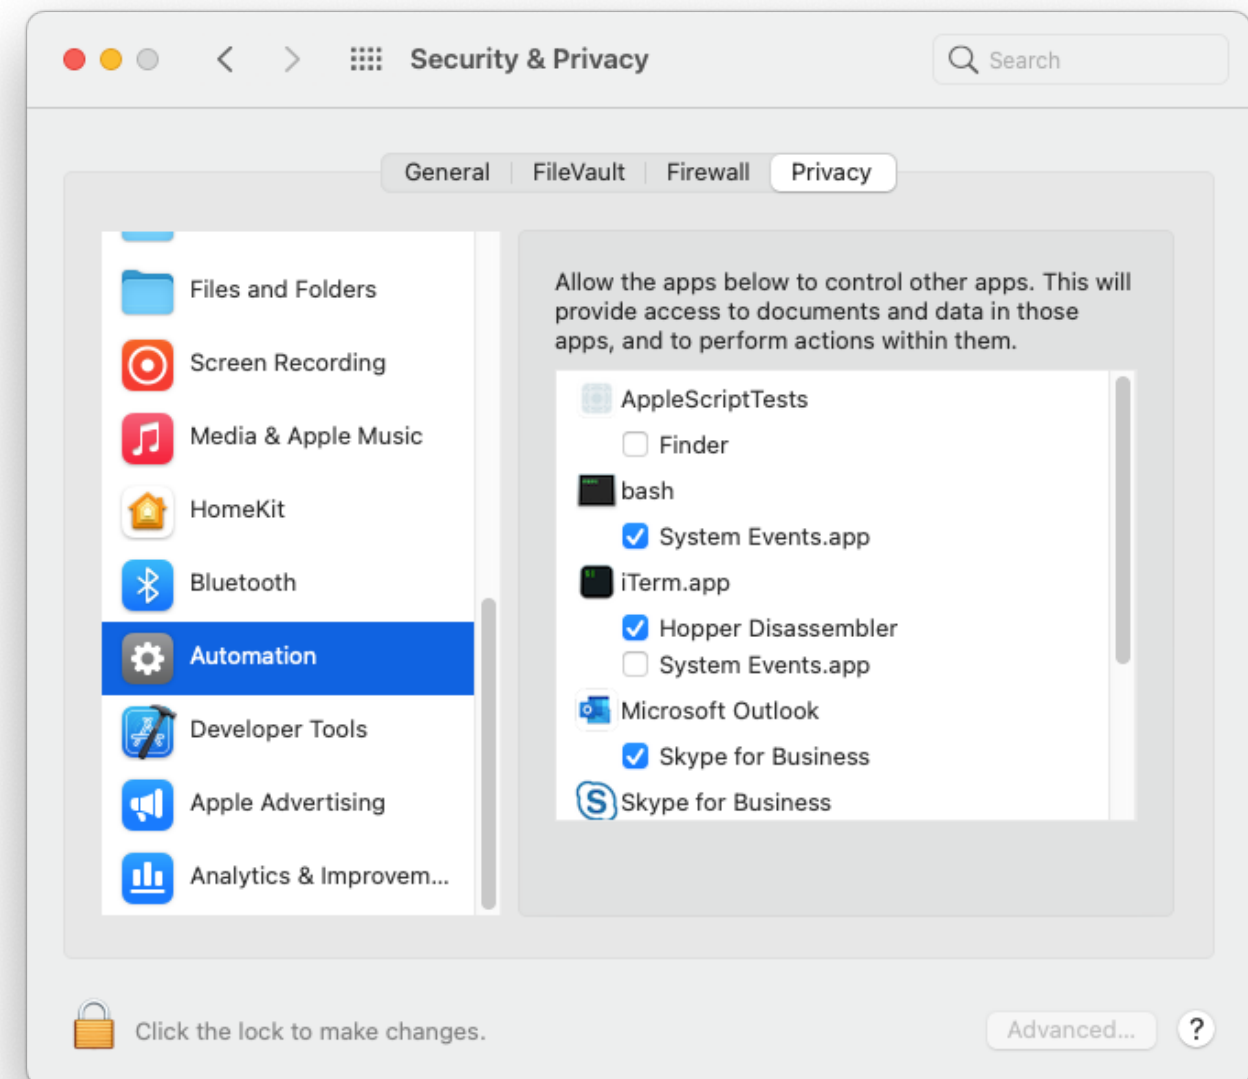 Security & Privacy
Search
General
FileVault
Firewall
Privacy
Files and Folders
Screen Recording
Media & Apple Music
HomeKit
Bluetooth
Automation
Developer Tools
Apple Advertising
Analytics & Improvem...
Allow the apps below to control other apps. This will
provide access to documents and data in those
apps, and to perform actions within them.
AppleScriptTests
Finder
bash
System Events.app
iTerm.app
Hopper Disassembler
System Events.app
Microsoft Outlook
Skype for Business
Skype for Business
Click the lock to make changes.
Advanced...
?